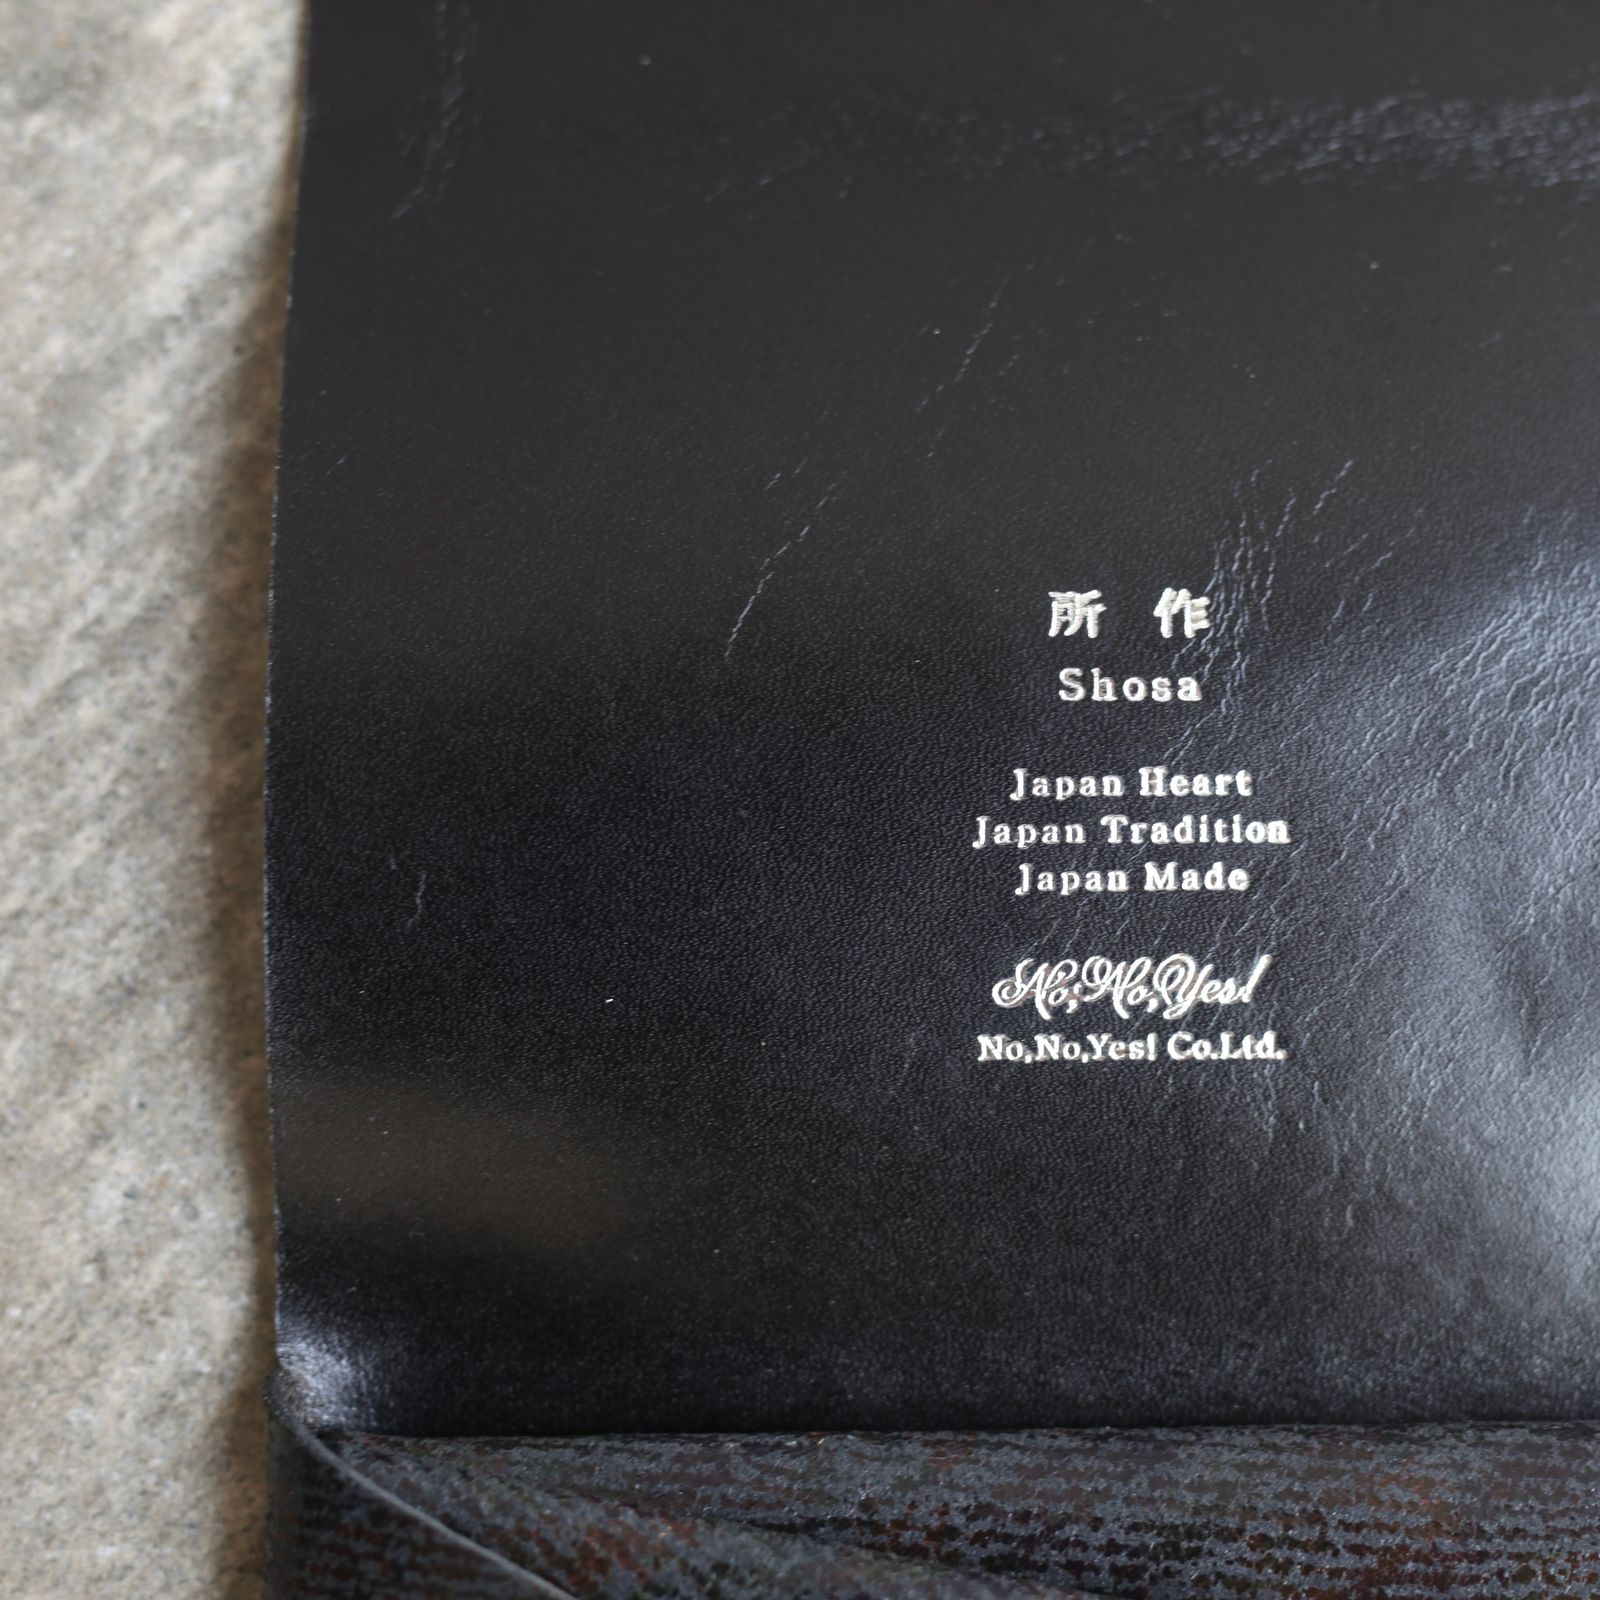 所 作
Shosa
Japan Heart
Japan Tradition
Japan Made
No,No,Yes!
No,No,Yes! Co.Ltd.